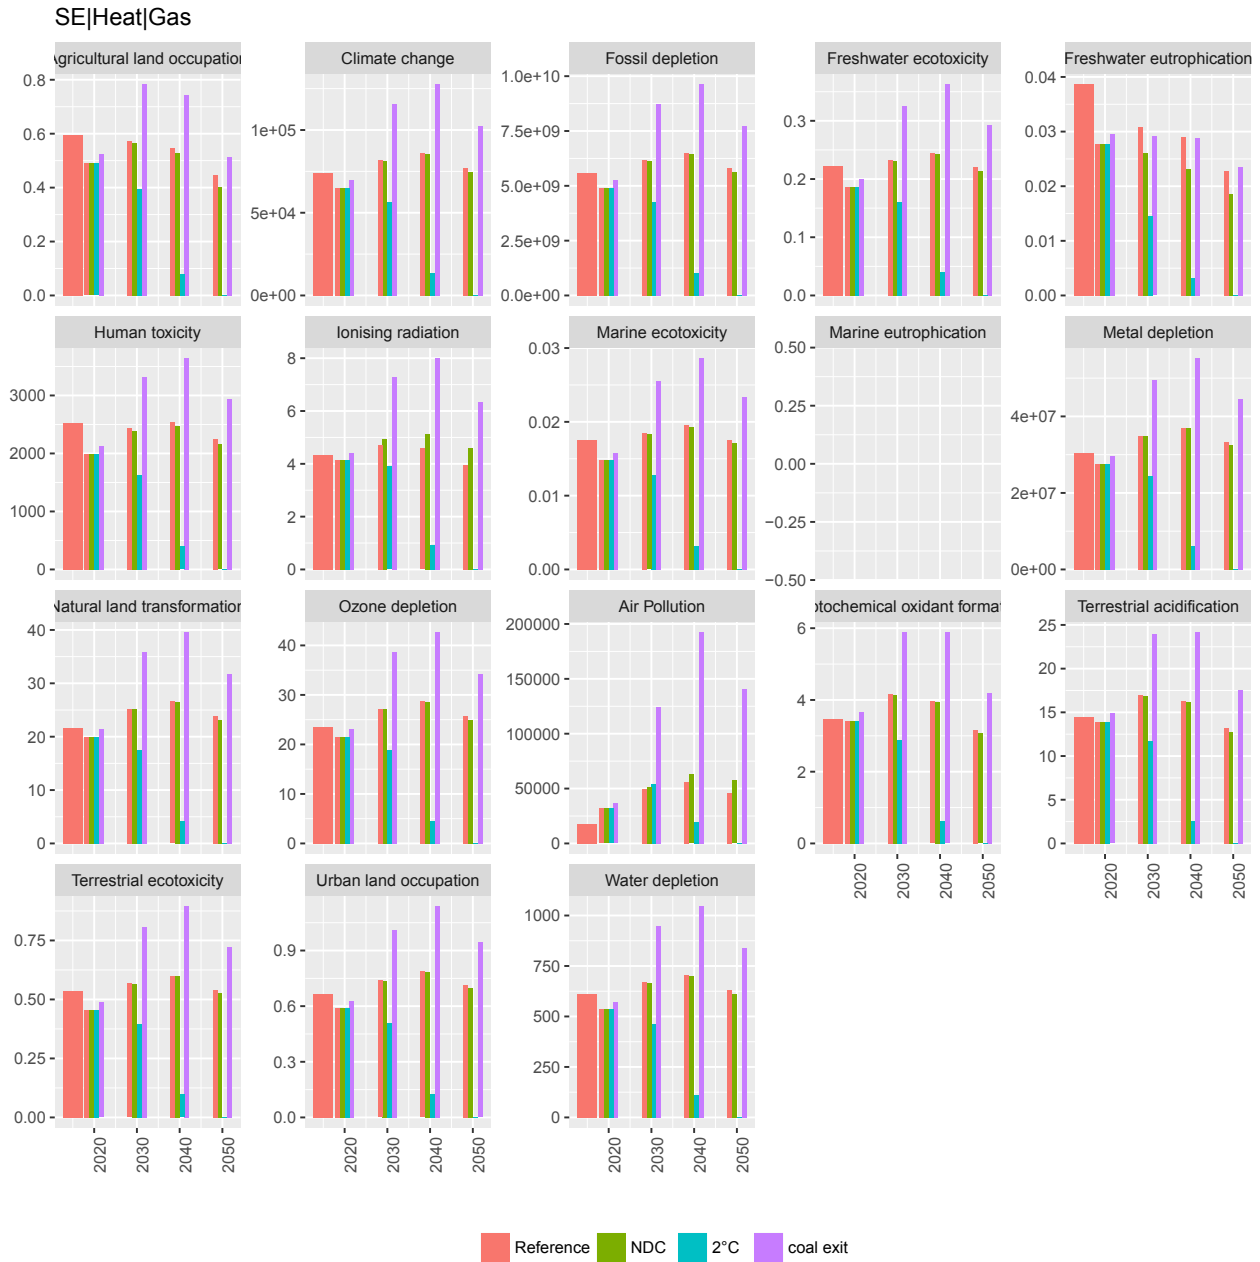 SE|Heat|Gas
Agricultural land occupation
0.8
0.6
0.4
0.2
0.0
Climate change
1e+05
5e+04
0e+00
Fossil depletion
1.0e+10
7.5e+09
5.0e+09
2.5e+09
0.0e+00
Freshwater ecotoxicity
0.3
0.2
0.1
0.0
Freshwater eutrophication
0.04
0.03
0.02
0.01
0.00
Human toxicity
3000
2000
1000
0
Ionising radiation
8
6
4
2
0
Marine ecotoxicity
0.03
0.02
0.01
0.00
Marine eutrophication
0.50
0.25
0.00
−0.25
−0.50
Metal depletion
4e+07
2e+07
0e+00
Natural land transformation
40
30
20
10
0
Ozone depletion
40
30
20
10
0
Air Pollution
200000
150000
100000
50000
0
otochemical oxidant format
6
4
2
0
2020
2030
2040
2050
Terrestrial acidification
25
20
15
10
5
0
2020
2030
2040
2050
Terrestrial ecotoxicity
0.75
0.50
0.25
0.00
2020
2030
2040
2050
Urban land occupation
0.9
0.6
0.3
0.0
2020
2030
2040
2050
Water depletion
1000
750
500
250
0
2020
2030
2040
2050
Reference NDC 2°C coal exit